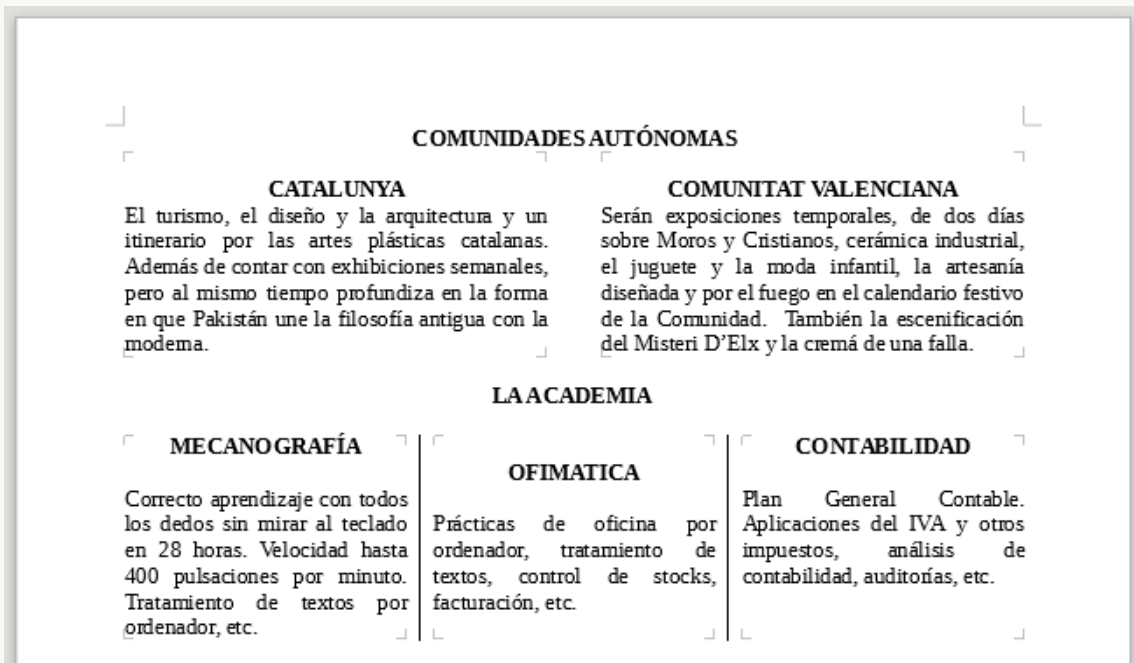 COMUNIDADES AUTÓNOMAS
CATALUNYA
El turismo, el diseño y la arquitectura y un
itinerario por las artes plásticas catalanas.
Además de contar con exhibiciones semanales,
pero al mismo tiempo profundiza en la forma
en que Pakistán une la filosofía antigua con la
moderna.
COMUNITAT VALENCIANA
Serán exposiciones temporales, de dos días
sobre Moros y Cristianos, cerámica industrial,
el juguete y la moda infantil, la artesanía
diseñada y por el fuego en el calendario festivo
de la Comunidad. También la escenificación
del Misteri D'Elx y la cremá de una falla.
LA ACADEMIA
MECANOGRAFÍA
Correcto aprendizaje con todos
los dedos sin mirar al teclado
en 28 horas. Velocidad hasta
400 pulsaciones por minuto.
Tratamiento de textos por
ordenador, etc.
OFIMATICA
Prácticas de oficina por
ordenador, tratamiento de
textos, control de stocks,
facturación, etc.
CONTABILIDAD
Plan General Contable.
Aplicaciones del IVA y otros
impuestos, análisis de
contabilidad, auditorías, etc.